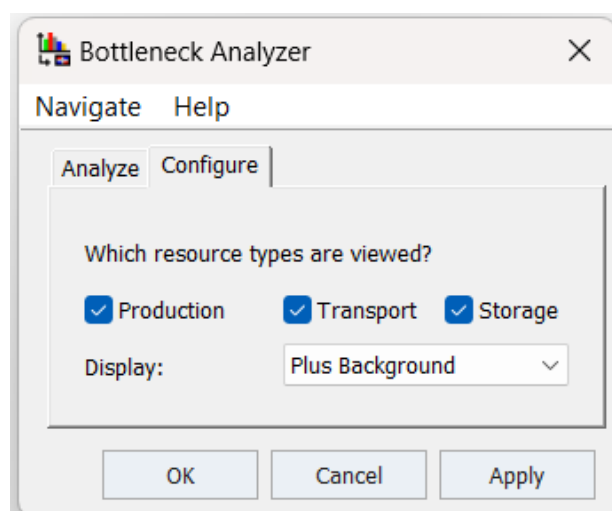 Bottleneck Analyzer
Navigate Help
Analyze Configure
Which resource types are viewed?
Production Transport Storage
Display: Plus Background
OK Cancel Apply